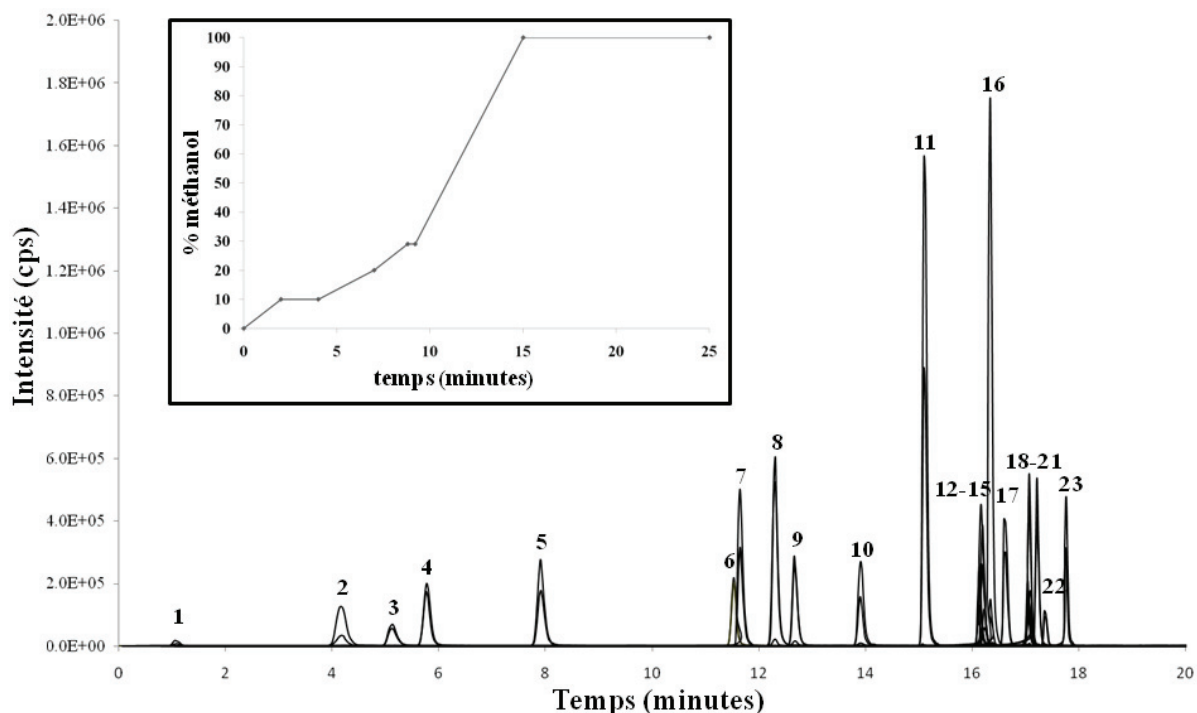 2.0E+06
1.8E+06
1.6E+06
1.4E+06
1.2E+06
1.0E+06
8.0E+05
6.0E+05
4.0E+05
2.0E+05
0.0E+00
Intensité (cps)
0 2 4 6 8 10 12 14 16 18 20
Temps (minutes)
100
90
80
70
60
50
40
30
20
10
0
% méthanol
0 5 10 15 20 25
temps (minutes)
1
2
3
4
5
6
7
8
9
10
11
12-15
16
17
18-21
22
23